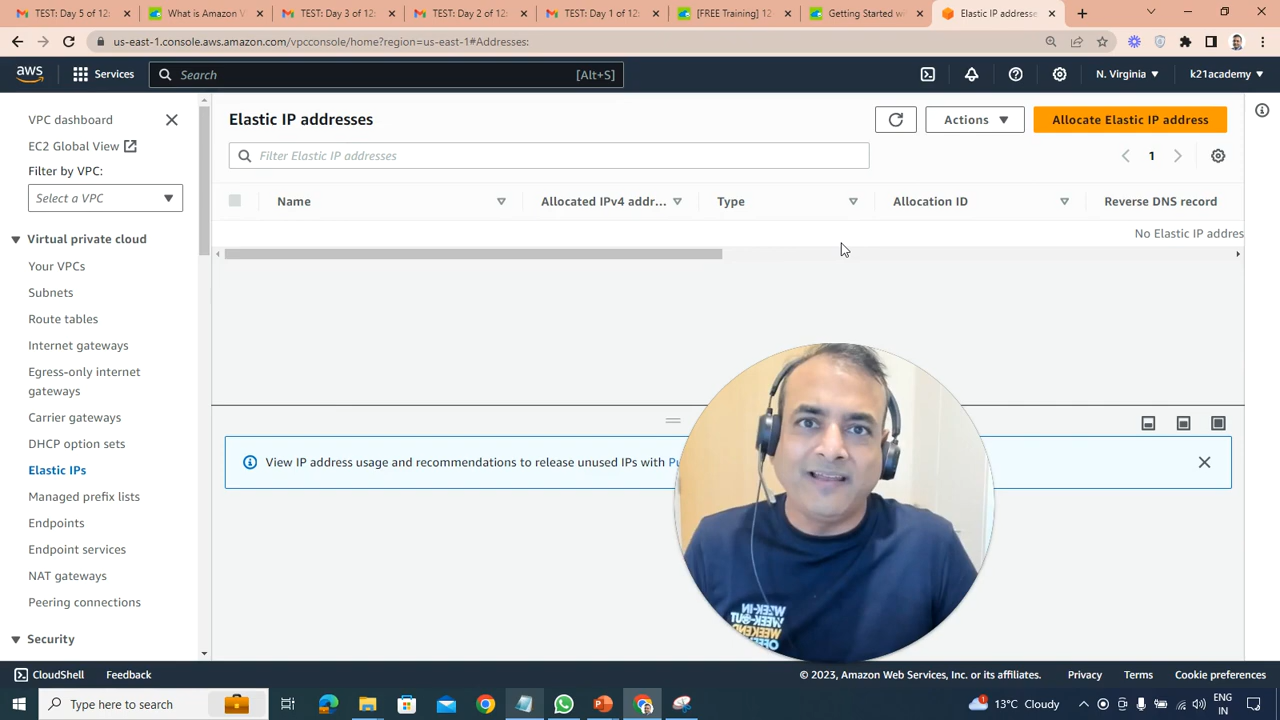 TEST: Day 5 of 12:
What is Amazon V
TEST: Day 3 of 12:
TEST: Day 2 of 12:
TEST: Day 1 of 12:
[FREE Training] 12
Getting Started w
Elastic IP addresse
us-east-1.console.aws.amazon.com/vpcconsole/home?region=us-east-1#Addresses:
aws
Services
Search
[Alt+S]
N. Virginia
k21academy
VPC dashboard
EC2 Global View
Filter by VPC:
Select a VPC
Virtual private cloud
Your VPCs
Subnets
Route tables
Internet gateways
Egress-only internet
gateways
Carrier gateways
DHCP option sets
Elastic IPs
Managed prefix lists
Endpoints
Endpoint services
NAT gateways
Peering connections
Security
Elastic IP addresses
Actions
Allocate Elastic IP address
Filter Elastic IP addresses
1
Name
Allocated IPv4 addr...
Type
Allocation ID
Reverse DNS record
No Elastic IP addres
View IP address usage and recommendations to release unused IPs with Pu
WEEK-IN
WEEK-OUT
WEEKEND
OFF
CloudShell
Feedback
© 2023, Amazon Web Services, Inc. or its affiliates.
Privacy
Terms
Cookie preferences
Type here to search
13°C Cloudy
ENG
IN